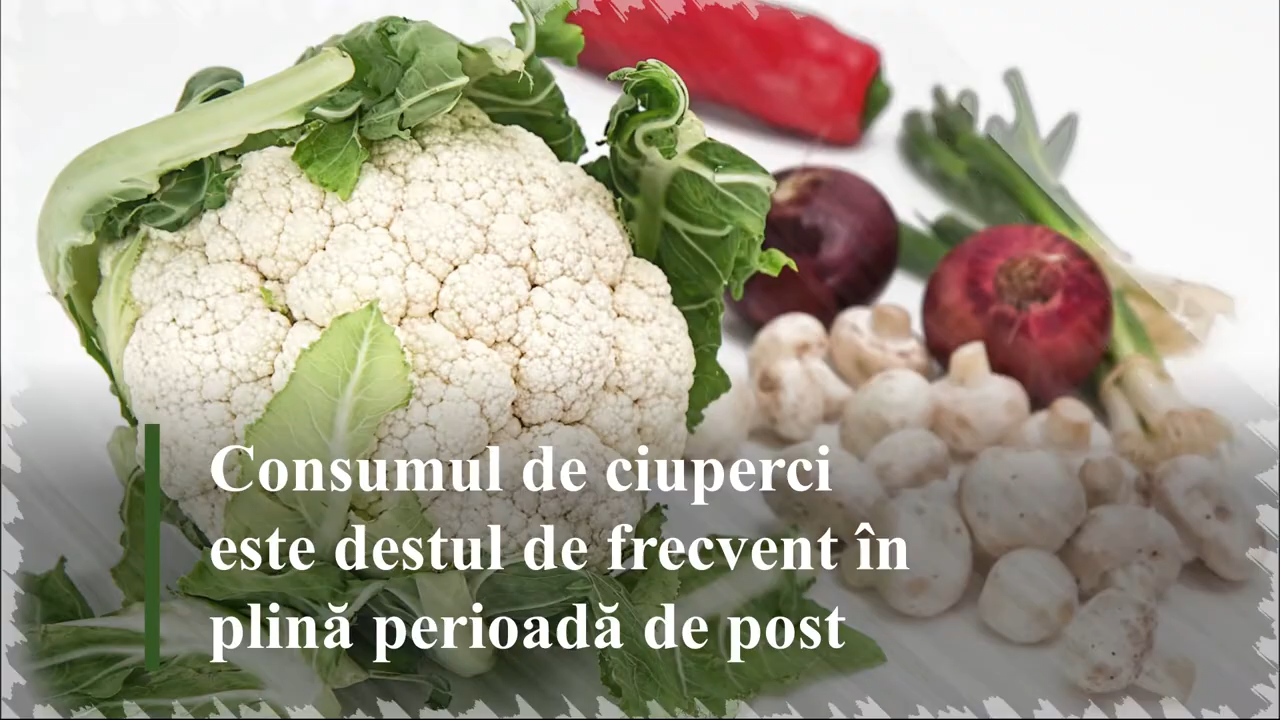 Consumul de ciuperci
este destul de frecvent în
plină perioadă de post